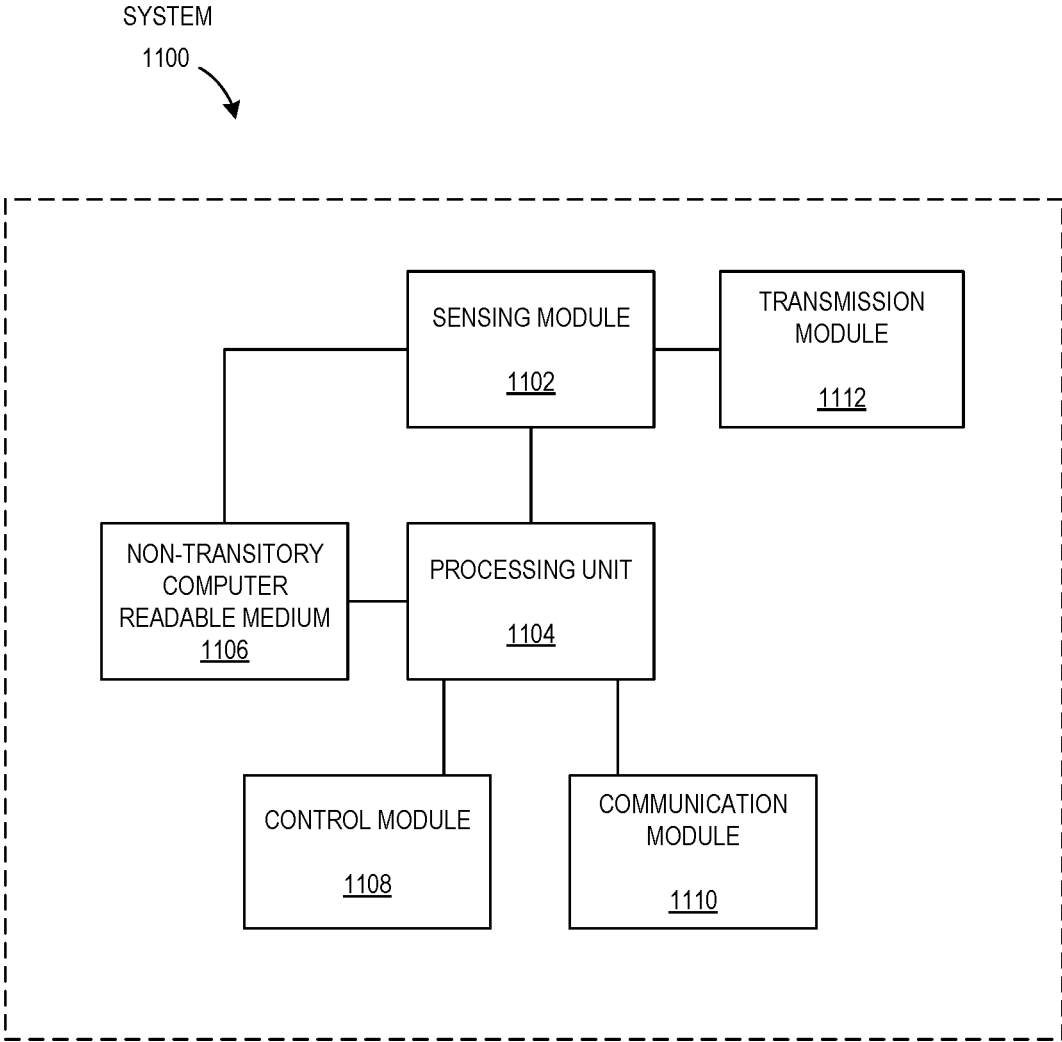 SYSTEM
1100
SENSING MODULE
1102
TRANSMISSION
MODULE
1112
NON-TRANSITORY
COMPUTER
READABLE MEDIUM
1106
PROCESSING UNIT
1104
CONTROL MODULE
1108
COMMUNICATION
MODULE
1110